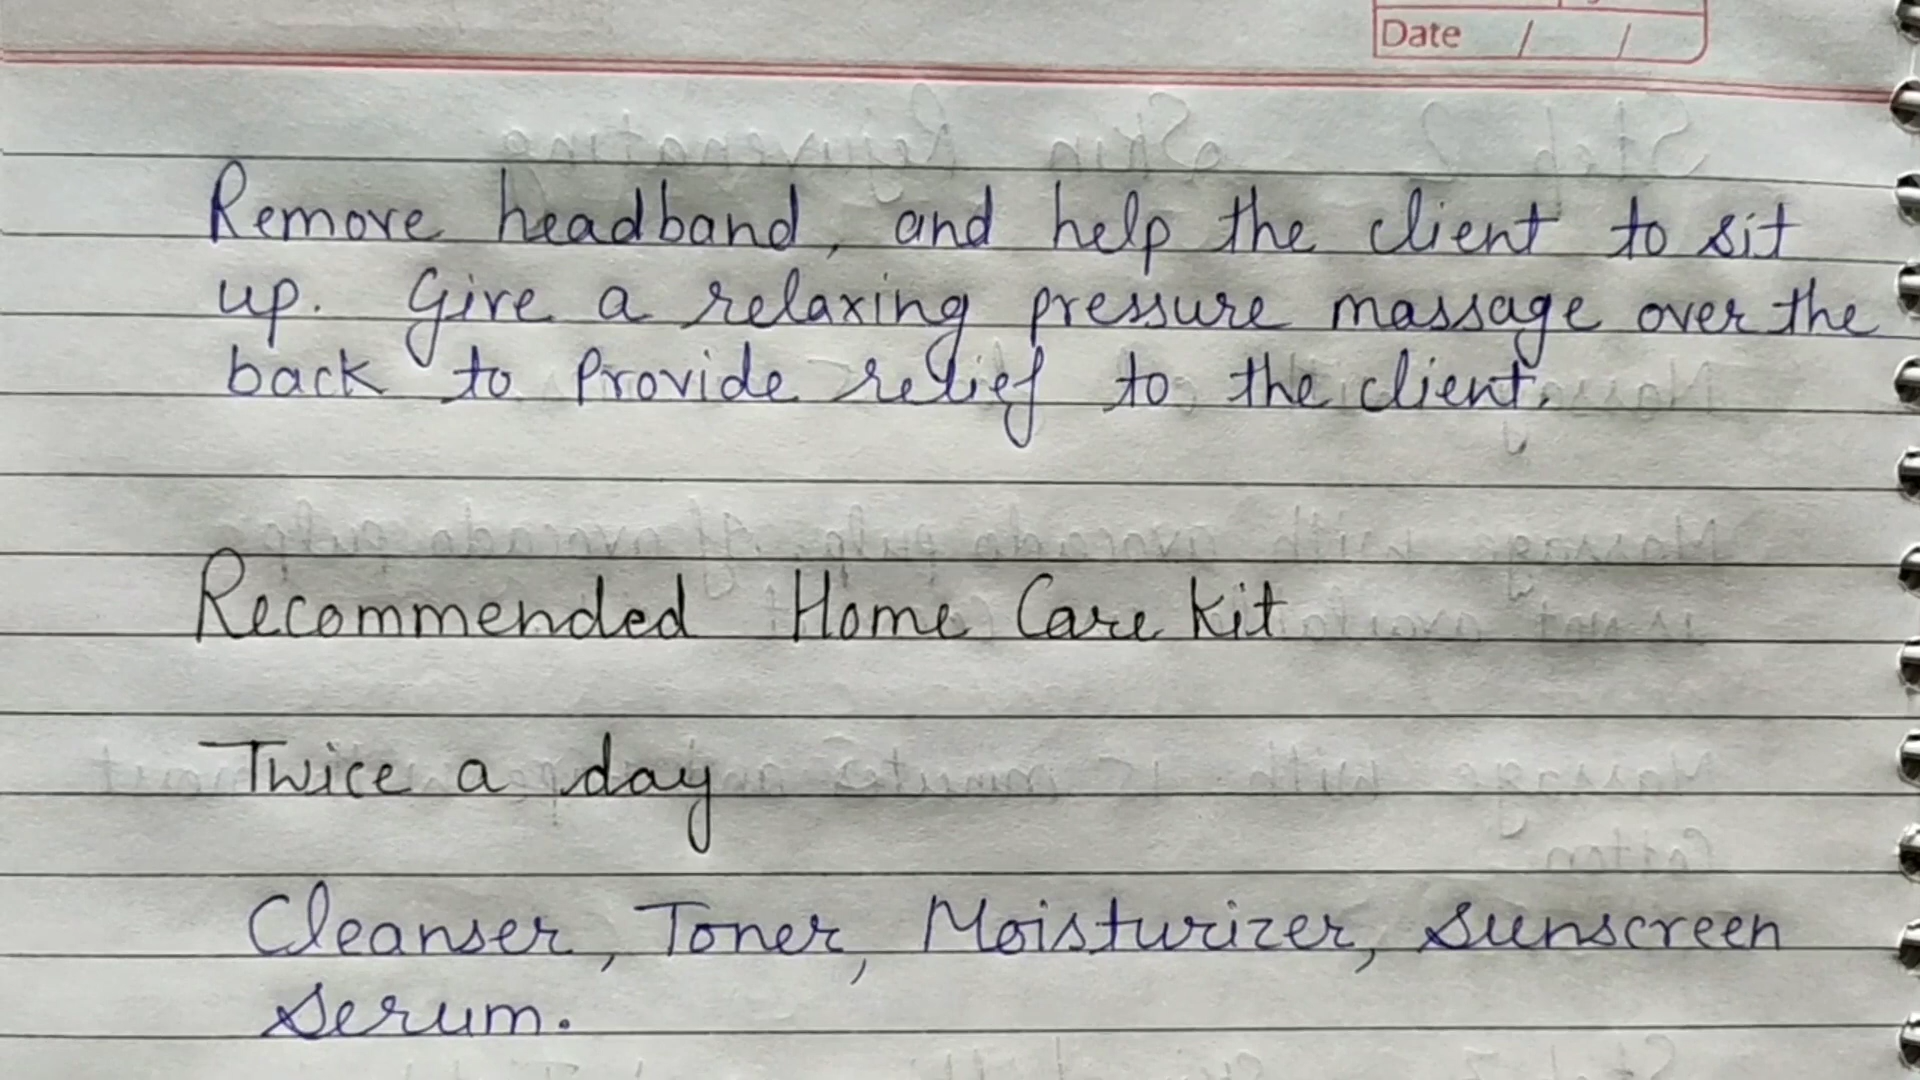 Date / /
Remove headband, and help the client to sit
up. Give a relaxing pressure massage over the
back to Provide relief to the client.
Recommended Home Care Kit
Twice a day
Cleanser, Toner, Moisturizer, Sunscreen
Serum.